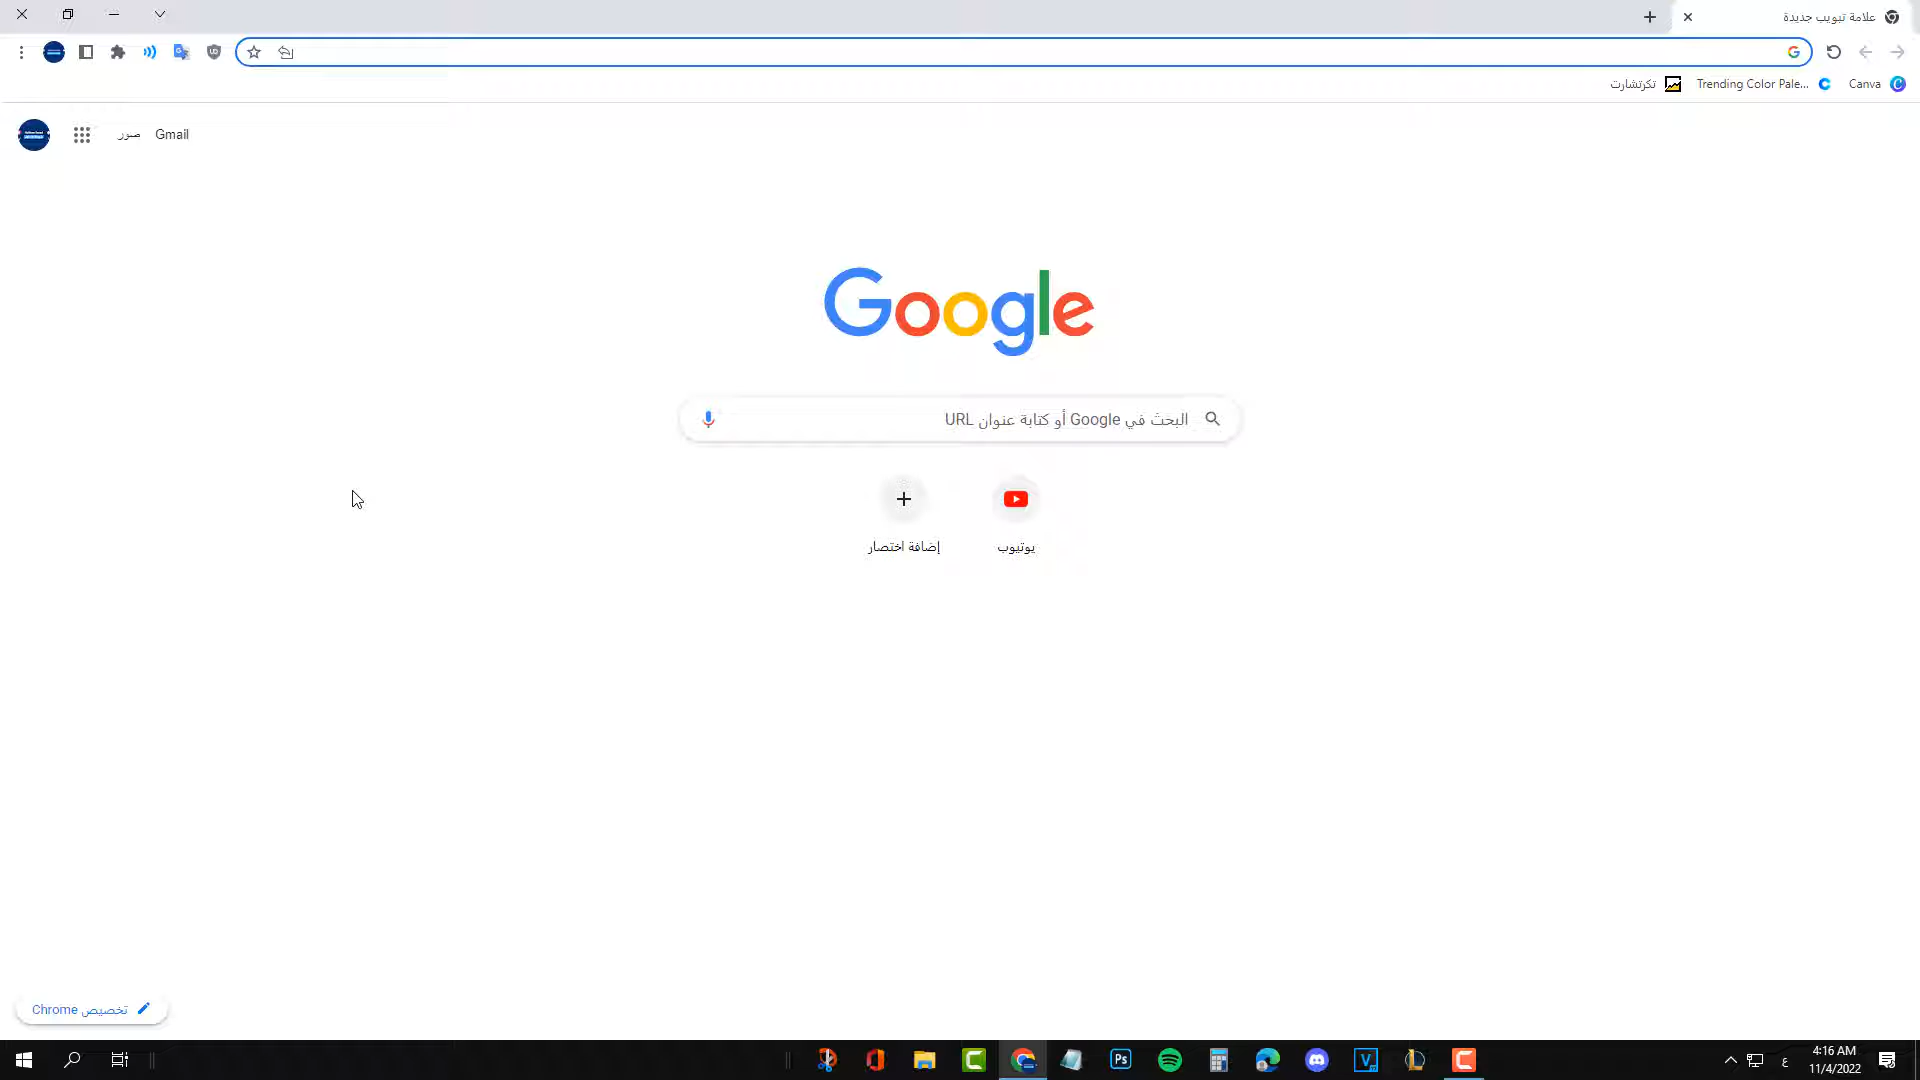 علامة تبويب جديدة
Canva
Trending Color Pale...
تكرتشارت
Gmail
صور
Google
البحث في Google أو كتابة عنوان URL
يوتيوب
إضافة اختصار
تخصيص Chrome
Ps
ع
4:16 AM
11/4/2022